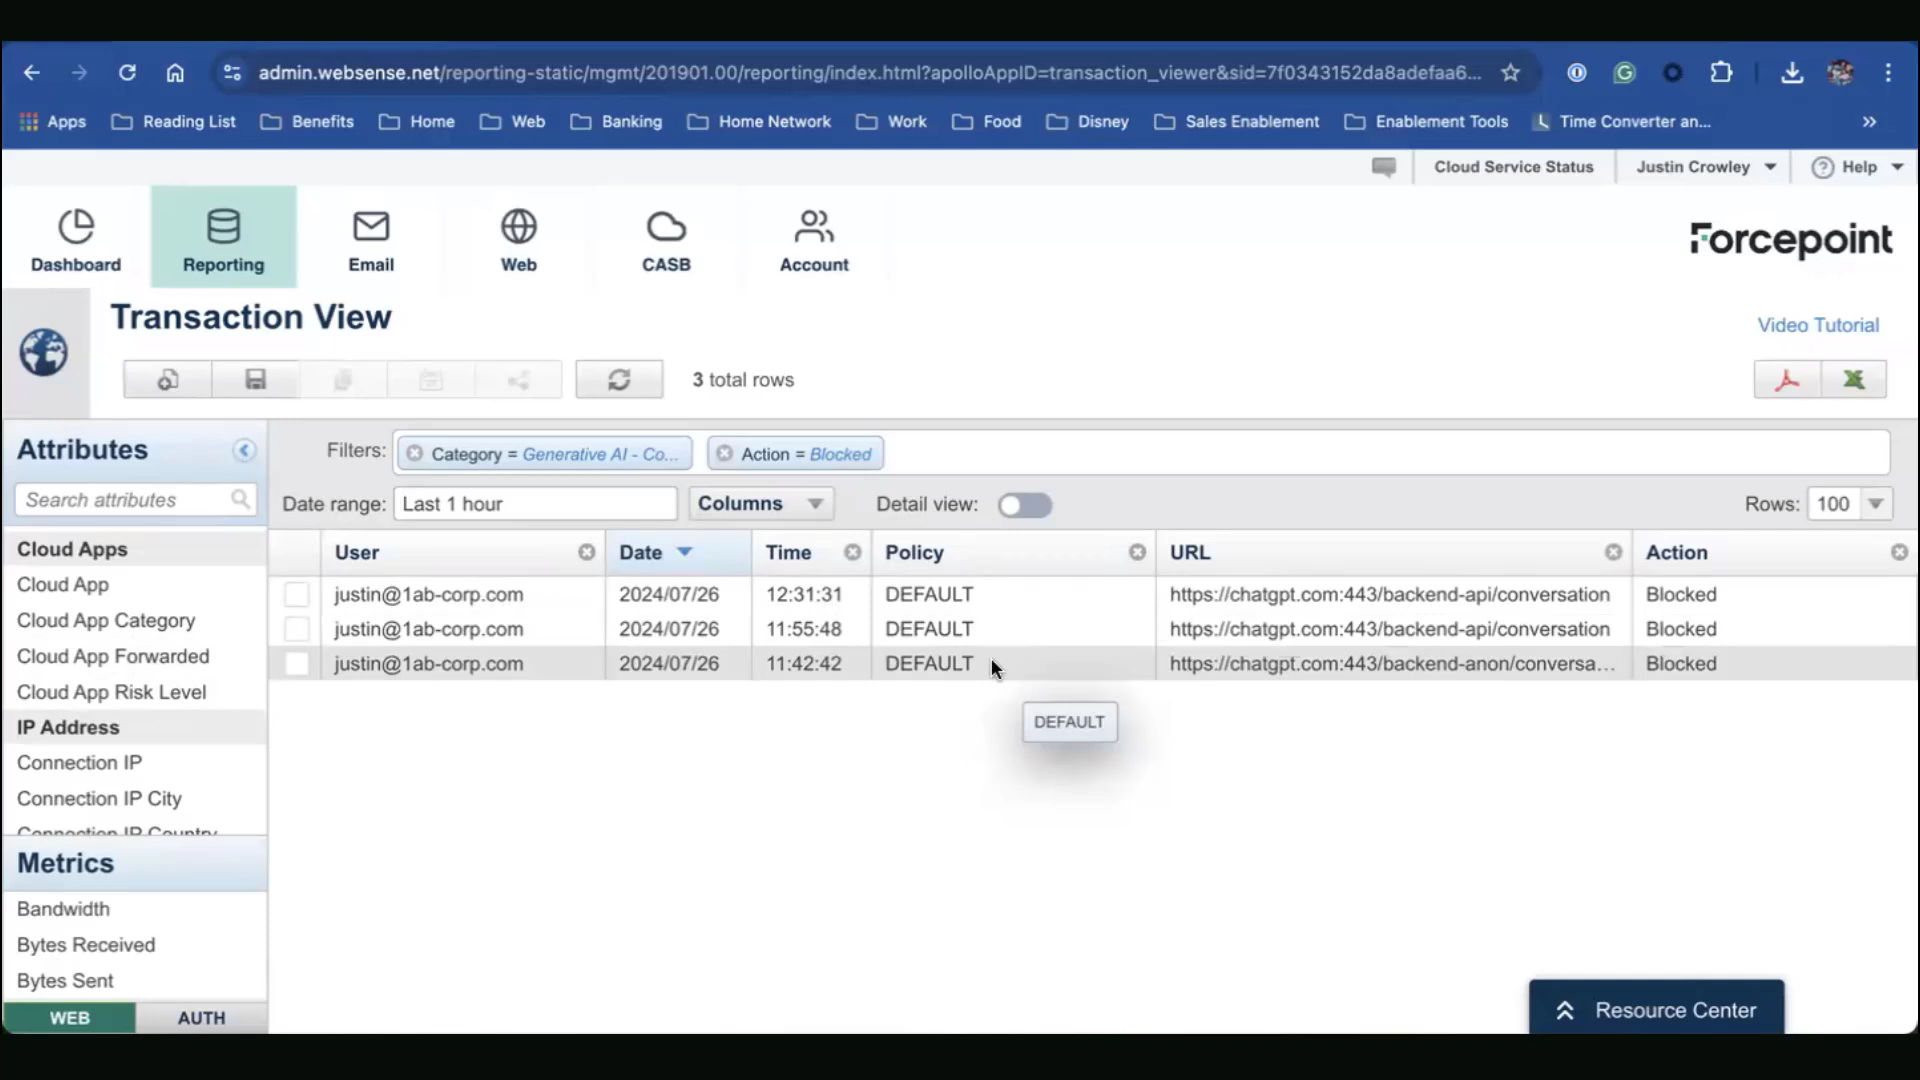 admin.websense.net/reporting-static/mgmt/201901.00/reporting/index.html?apolloAppID=transaction_viewer&sid=7f0343152da8adefaa6...
Apps Reading List Benefits Home Web Banking Home Network Work Food Disney Sales Enablement Enablement Tools Time Converter an... »
Cloud Service Status Justin Crowley Help
Dashboard Reporting Email Web CASB Account
Forcepoint
Transaction View
Video Tutorial
3 total rows
Attributes
Filters: Category = Generative AI - Co... Action = Blocked
Search attributes
Date range: Last 1 hour Columns Detail view: Rows: 100
Cloud Apps
Cloud App
Cloud App Category
Cloud App Forwarded
Cloud App Risk Level
IP Address
Connection IP
Connection IP City
Connection IP Country
User Date Time Policy URL Action
justin@1ab-corp.com 2024/07/26 12:31:31 DEFAULT https://chatgpt.com:443/backend-api/conversation Blocked
justin@1ab-corp.com 2024/07/26 11:55:48 DEFAULT https://chatgpt.com:443/backend-api/conversation Blocked
justin@1ab-corp.com 2024/07/26 11:42:42 DEFAULT https://chatgpt.com:443/backend-anon/conversa... Blocked
DEFAULT
Metrics
Bandwidth
Bytes Received
Bytes Sent
WEB AUTH
Resource Center